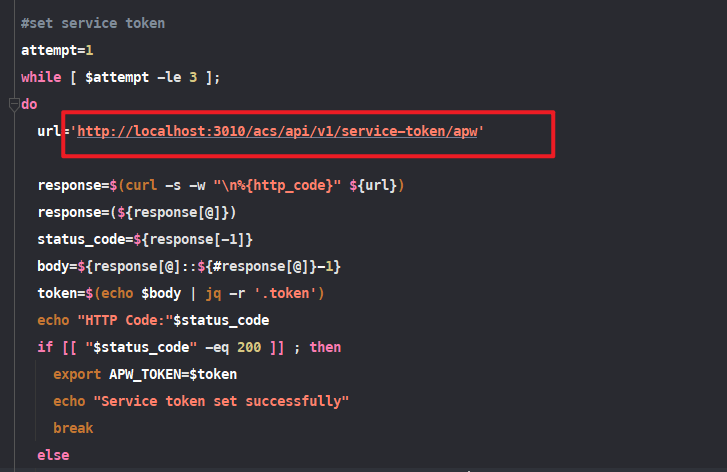 #set service token
attempt=1
while [ $attempt -le 3 ];
do
url='http://localhost:3010/acs/api/v1/service-token/apw'
response=$(curl -s -w "\n%{http_code}" ${url})
response=(${response[@]})
status_code=${response[-1]}
body=${response[@]::${#response[@]}-1}
token=$(echo $body | jq -r '.token')
echo "HTTP Code:"$status_code
if [[ "$status_code" -eq 200 ]] ; then
export APW_TOKEN=$token
echo "Service token set successfully"
break
else